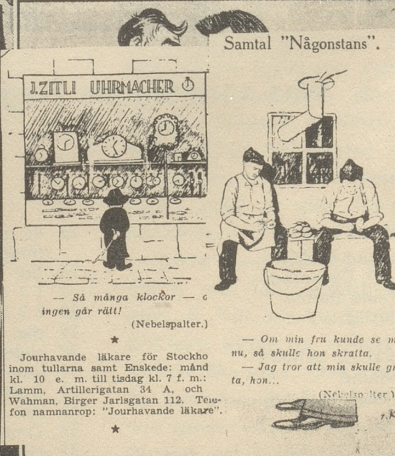 Samtal "Någonstans".
J. ZITLI UHRMACHER
— Så många klockor —
ingen går rätt!
(Nebelspalter.)
Jourhavande läkare för Stockho
inom tullarna samt Enskede: månd
kl. 10 e. m. till tisdag kl. 7 f. m.:
Lamm, Artillerigatan 34 A, och
Wahman, Birger Jarlsgatan 112. Tele-
fon namnanrop: "Jourhavande läkare".
— Om min fru kunde se m
nu, så skulle hon skratta.
— Jag tror att min skulle gr
ta, hon...
(Nebelspalter.)